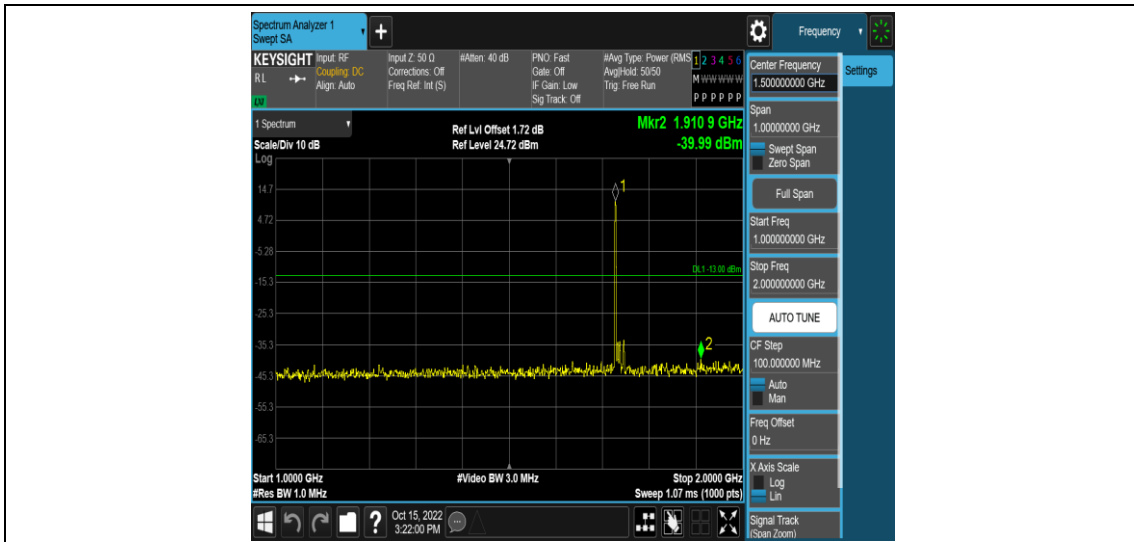 Spectrum Analyzer 1
Swept SA
Frequency
KEYSIGHT Input: RF Input Z: 50 Ω #Atten: 40 dB PNO: Fast #Avg Type: Power (RMS 1 2 3 4 5 6
RL Coupling: DC Corrections: Off Gate: Off Avg|Hold: 50/50 M W W W W W
Align: Auto Freq Ref: Int (S) IF Gain: Low Trig: Free Run
Sig Track: Off P P P P P P
LM
1 Spectrum Ref Lvl Offset 1.72 dB Mkr2 1.910 9 GHz
Scale/Div 10 dB Ref Level 24.72 dBm -39.99 dBm
Log
14.7
1
4.72
-5.28
DL1 -13.00 dBm
-15.3
-25.3
-35.3
2
-45.3
-55.3
-65.3
Start 1.0000 GHz #Video BW 3.0 MHz Stop 2.0000 GHz
#Res BW 1.0 MHz Sweep 1.07 ms (1000 pts)
Center Frequency
1.500000000 GHz
Settings
Span
1.00000000 GHz
Swept Span
Zero Span
Full Span
Start Freq
1.000000000 GHz
Stop Freq
2.000000000 GHz
AUTO TUNE
CF Step
100.000000 MHz
Auto
Man
Freq Offset
0 Hz
X Axis Scale
Log
Lin
Signal Track
(Span Zoom)
? Oct 15, 2022
3:22:00 PM